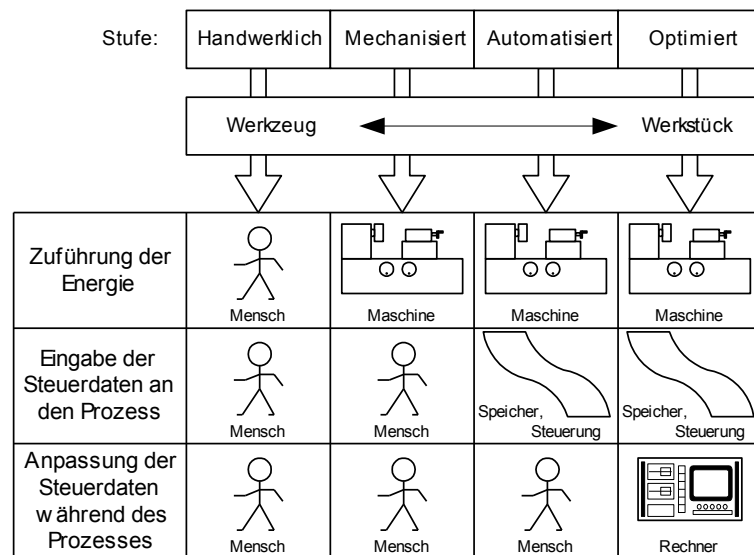 Stufe: Handwerklich Mechanisiert Automatisiert Optimiert
Werkzeug Werkstück
Zuführung der
Energie
Mensch Maschine Maschine Maschine
Eingabe der
Steuerdaten an
den Prozess
Mensch Mensch Speicher, Steuerung Speicher, Steuerung
Anpassung der
Steuerdaten
während des
Prozesses
Mensch Mensch Mensch Rechner